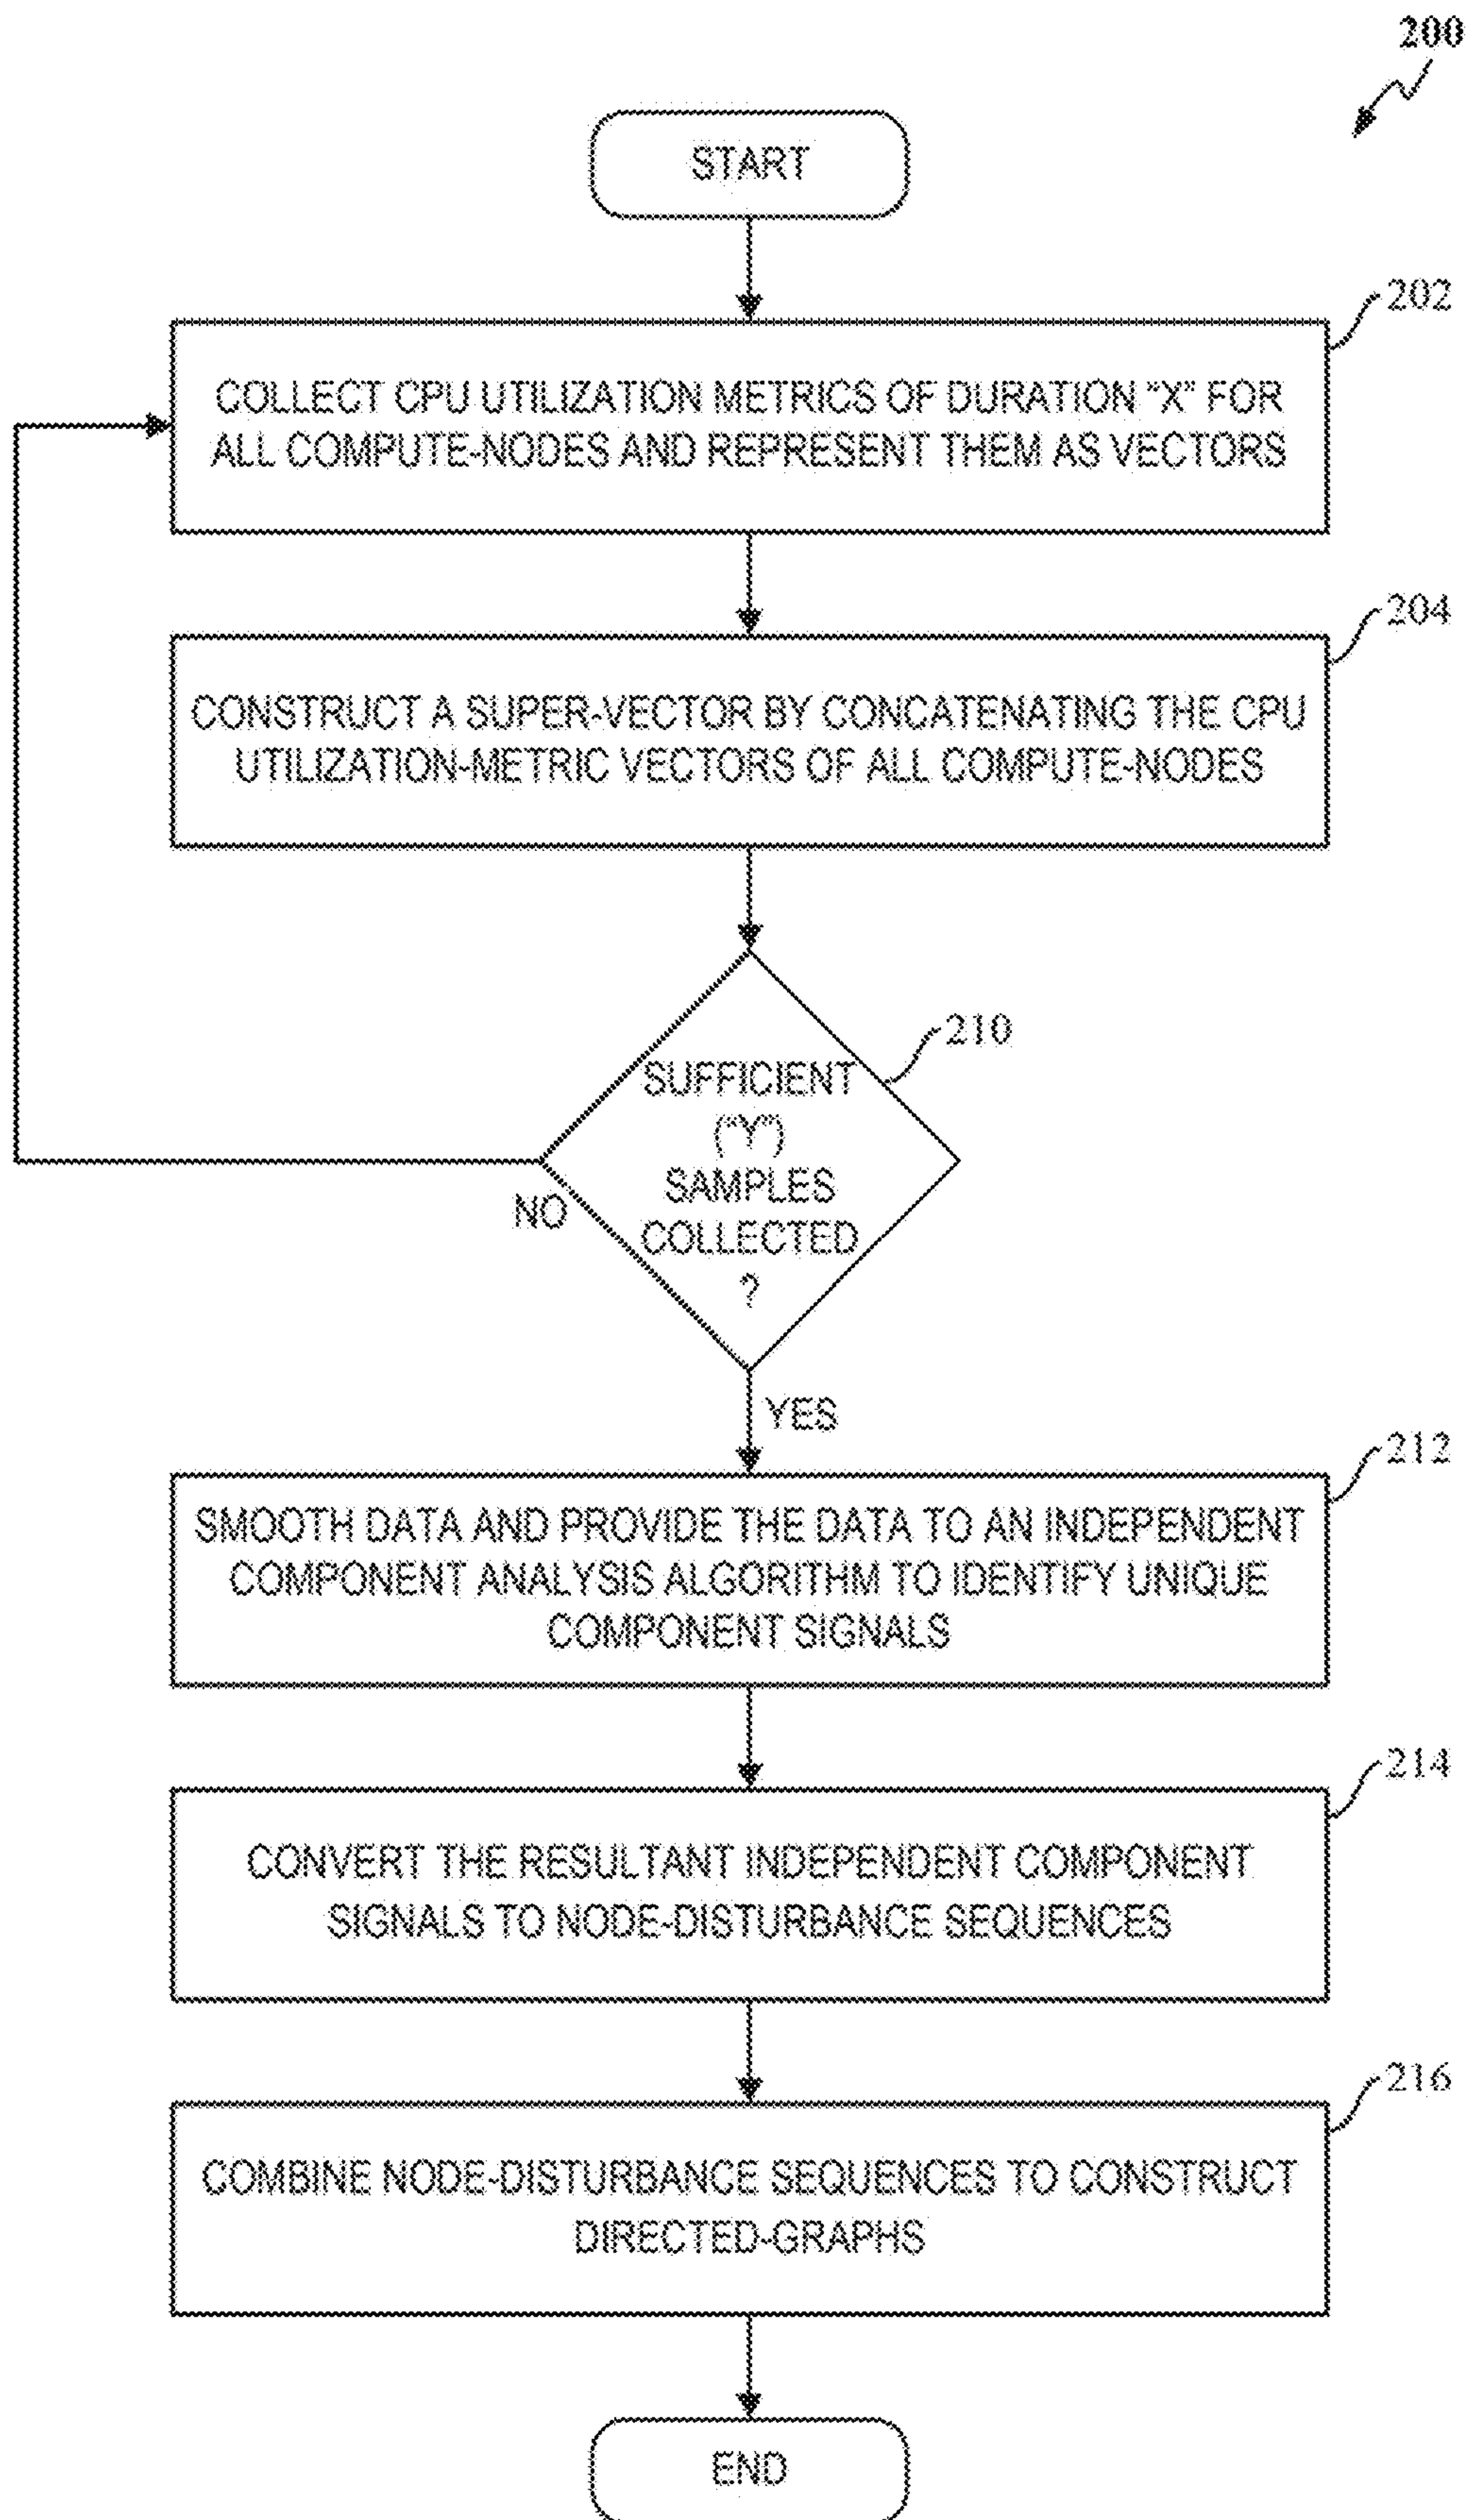 200
START
202
COLLECT CPU UTILIZATION METRICS OF DURATION “X” FOR
ALL COMPUTE-NODES AND REPRESENT THEM AS VECTORS
204
CONSTRUCT A SUPER-VECTOR BY CONCATENATING THE CPU
UTILIZATION-METRIC VECTORS OF ALL COMPUTE-NODES
210
SUFFICIENT
(“Y”)
SAMPLES
COLLECTED
?
NO
YES
212
SMOOTH DATA AND PROVIDE THE DATA TO AN INDEPENDENT
COMPONENT ANALYSIS ALGORITHM TO IDENTIFY UNIQUE
COMPONENT SIGNALS
214
CONVERT THE RESULTANT INDEPENDENT COMPONENT
SIGNALS TO NODE-DISTURBANCE SEQUENCES
216
COMBINE NODE-DISTURBANCE SEQUENCES TO CONSTRUCT
DIRECTED-GRAPHS
END